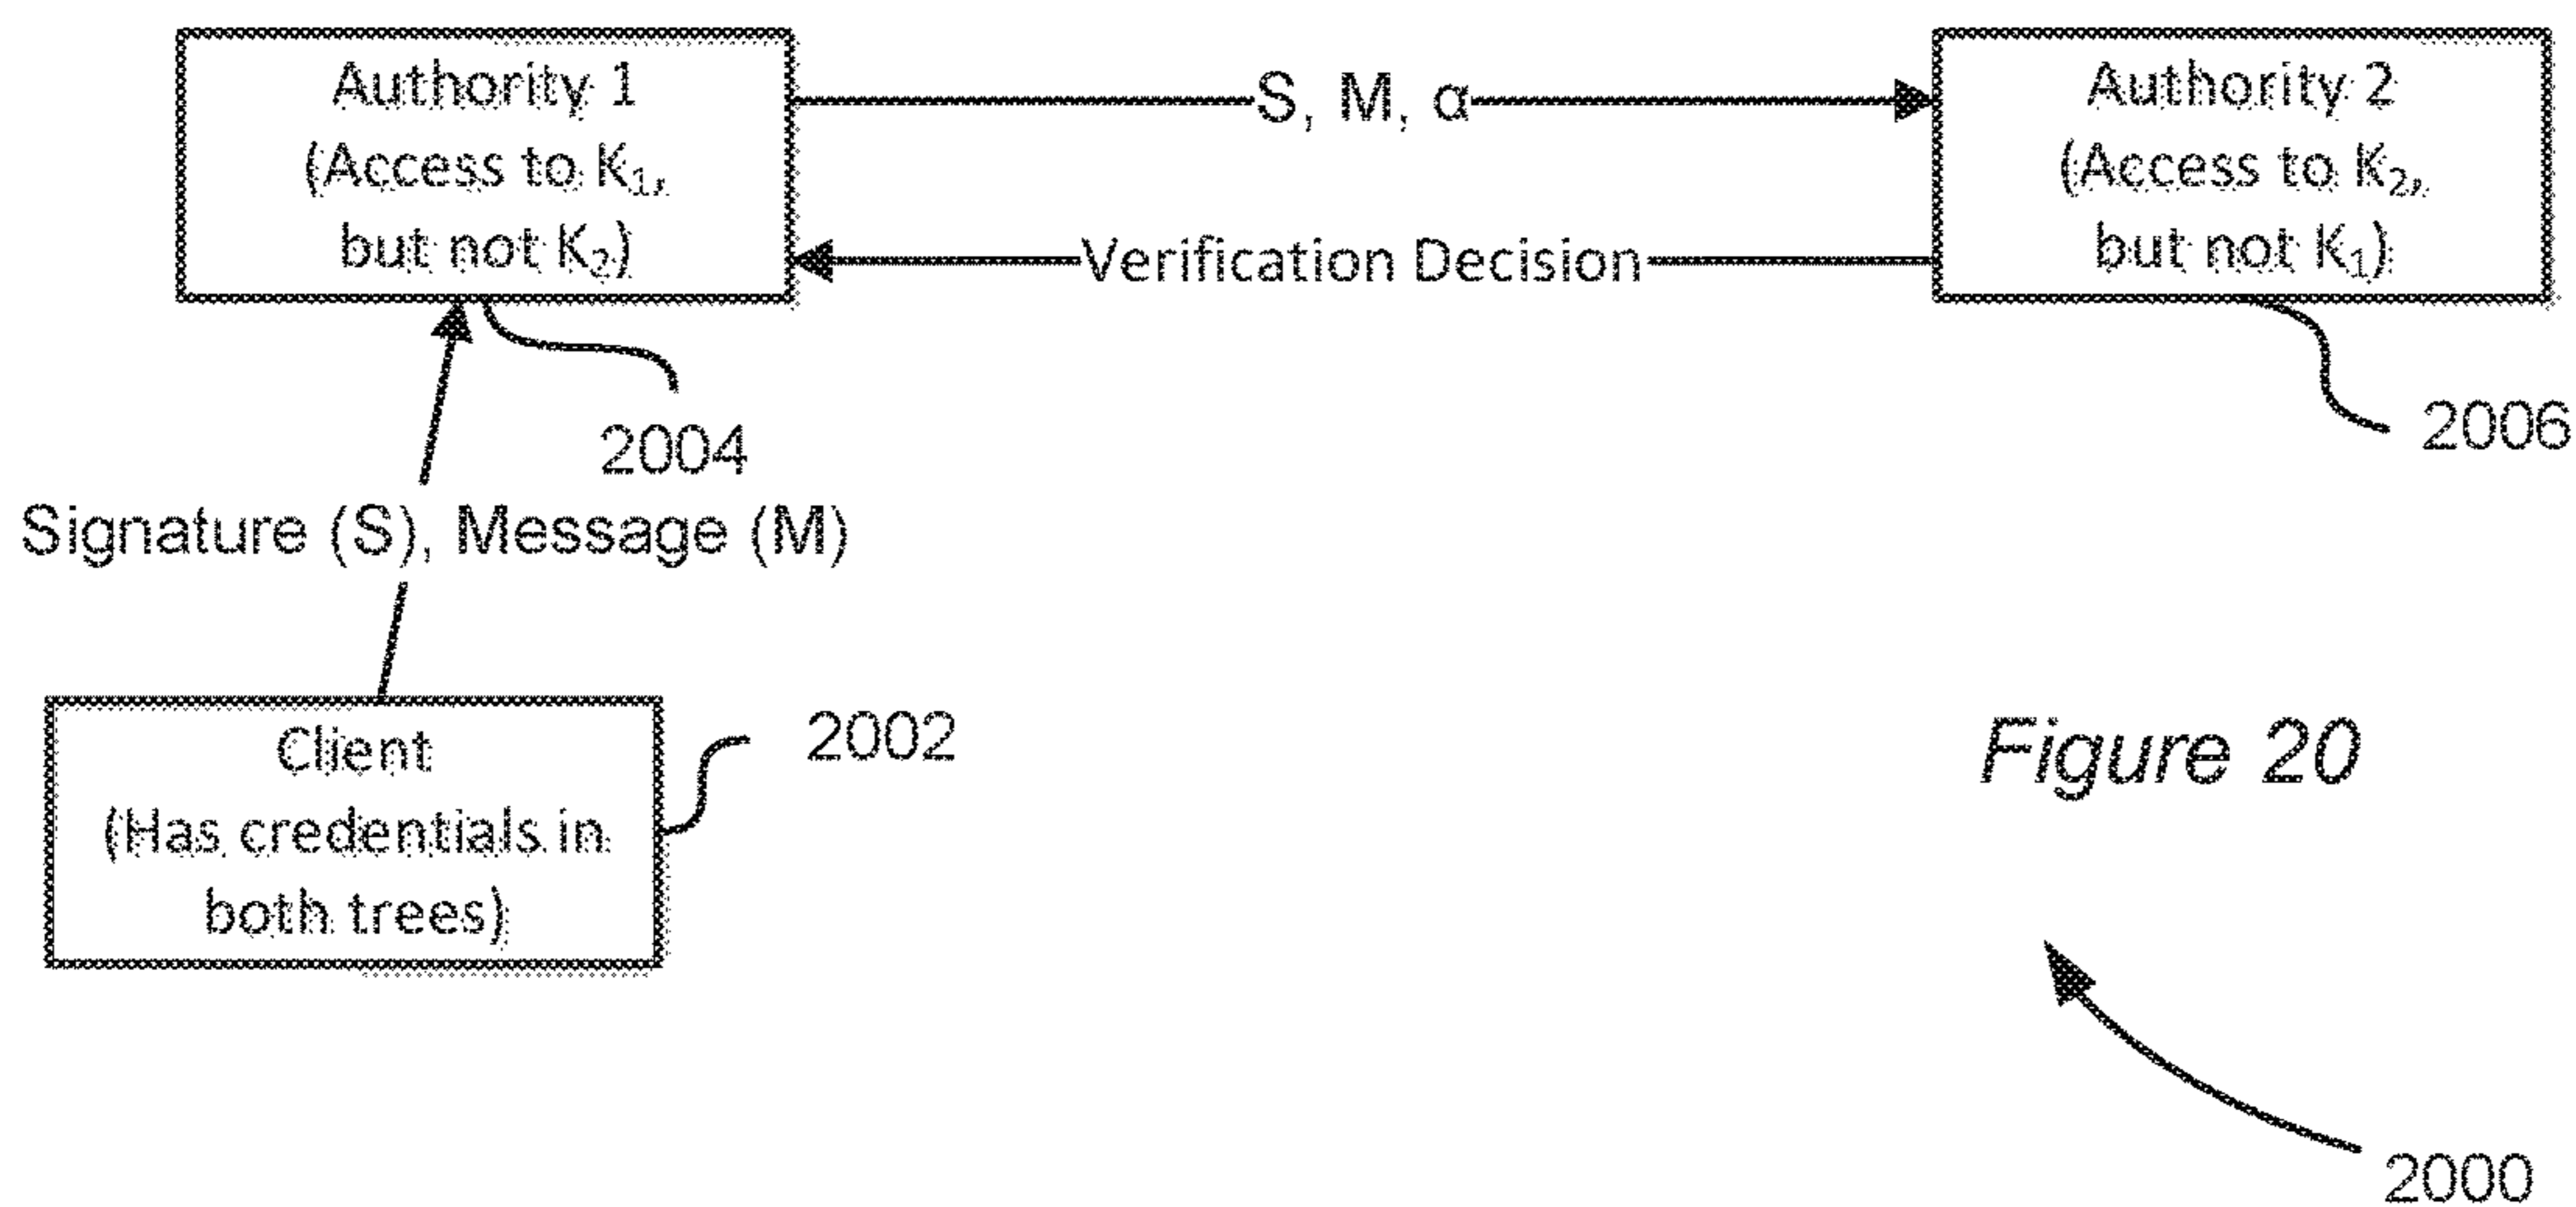 Authority 1
(Access to K₁,
but not K₂)
S, M, α
Verification Decision
Authority 2
(Access to K₂,
but not K₁)
2004
2006
Signature (S), Message (M)
Client
(Has credentials in
both trees)
2002
Figure 20
2000